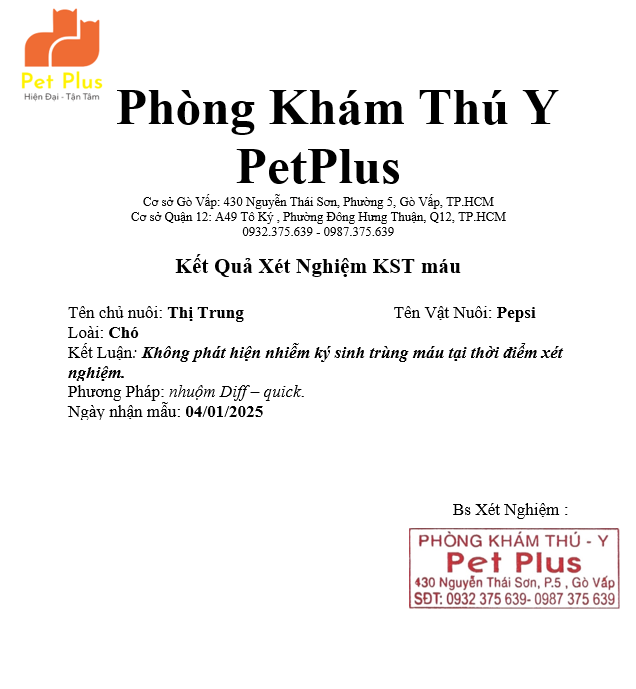 Pet Plus
Hiện Đại - Tận Tâm
Phòng Khám Thú Y
PetPlus
Cơ sở Gò Vấp: 430 Nguyễn Thái Sơn, Phường 5, Gò Vấp, TP.HCM
Cơ sở Quận 12: A49 Tô Ký , Phường Đông Hưng Thuận, Q12, TP.HCM
0932.375.639 - 0987.375.639
Kết Quả Xét Nghiệm KST máu
Tên chủ nuôi: Thị Trung Tên Vật Nuôi: Pepsi
Loài: Chó
Kết Luận: Không phát hiện nhiễm ký sinh trùng máu tại thời điểm xét
nghiệm.
Phương Pháp: nhuộm Diff – quick.
Ngày nhận mẫu: 04/01/2025
Bs Xét Nghiệm :
PHÒNG KHÁM THÚ - Y
Pet Plus
430 Nguyễn Thái Sơn, P.5 , Gò Vấp
SĐT: 0932 375 639- 0987 375 639